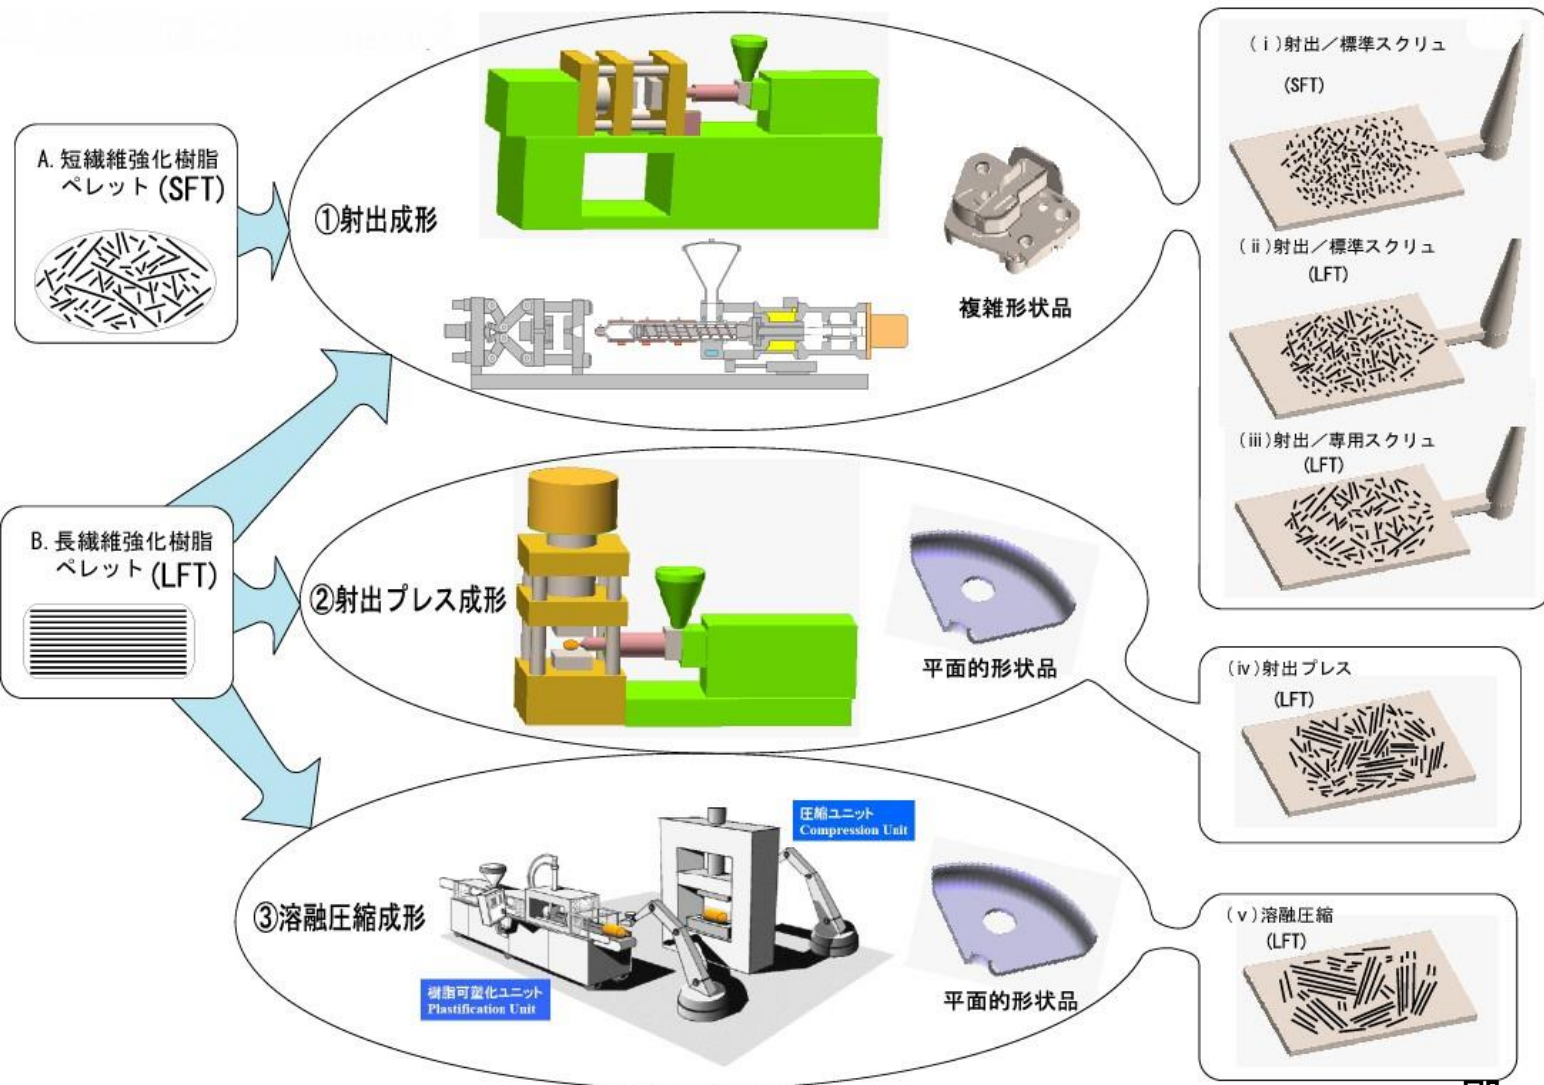 A. 短繊維強化樹脂
ペレット(SFT)
B. 長繊維強化樹脂
ペレット(LFT)
①射出成形
複雑形状品
②射出プレス成形
平面的形状品
③溶融圧縮成形
圧縮ユニット
Compression Unit
樹脂可塑化ユニット
Plastification Unit
平面的形状品
(ⅰ)射出／標準スクリュ
(SFT)
(ⅱ)射出／標準スクリュ
(LFT)
(ⅲ)射出／専用スクリュ
(LFT)
(ⅳ)射出プレス
(LFT)
(ⅴ)溶融圧縮
(LFT)